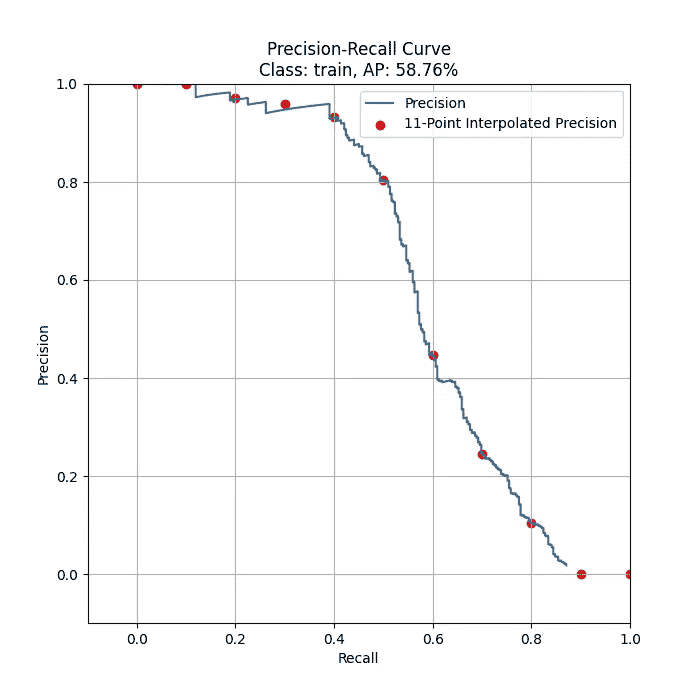 Precision-Recall Curve
Class: train, AP: 58.76%
Precision
11-Point Interpolated Precision
1.0
0.8
0.6
0.4
0.2
0.0
Precision
0.0 0.2 0.4 0.6 0.8 1.0
Recall